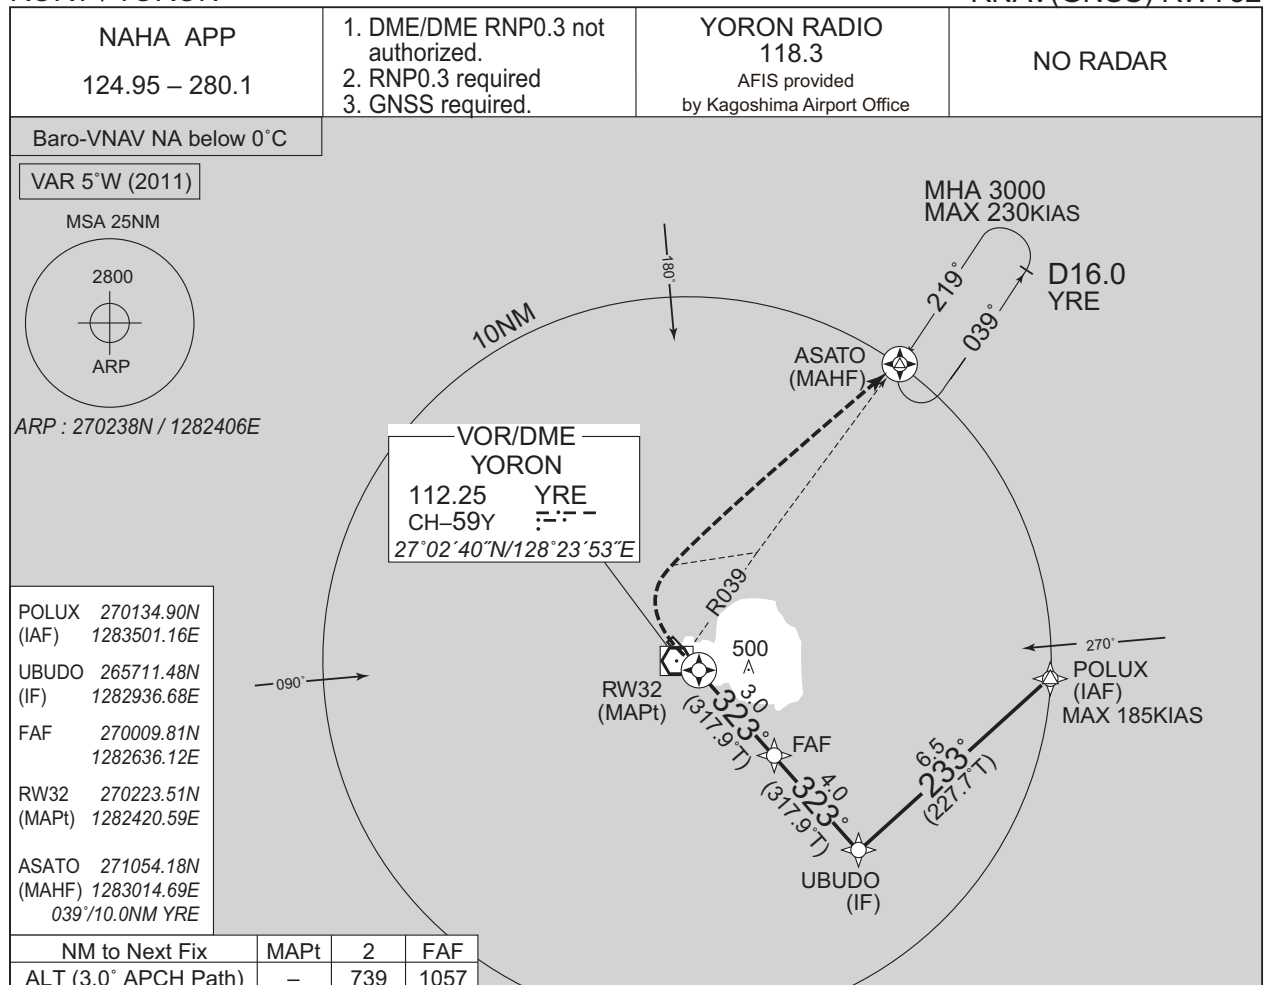 NAHA APP
124.95 – 280.1
1. DME/DME RNP0.3 not
authorized.
2. RNP0.3 required
3. GNSS required.
YORON RADIO
118.3
AFIS provided
by Kagoshima Airport Office
NO RADAR
Baro-VNAV NA below 0˚C
VAR 5˚W (2011)
MSA 25NM
2800
ARP
ARP : 270238N / 1282406E
MHA 3000
MAX 230KIAS
D16.0
YRE
219˚
039˚
180˚
10NM
ASATO
(MAHF)
VOR/DME
YORON
112.25 YRE
CH–59Y
27˚02´40˝N/128˚23´53˝E
R039
500
RW32
(MAPt)
3.0
323˚
(317.9˚T)
FAF
4.0
323˚
(317.9˚T)
UBUDO
(IF)
6.5
233˚
(227.7˚T)
270˚
POLUX
(IAF)
MAX 185KIAS
090˚
POLUX 270134.90N
(IAF) 1283501.16E
UBUDO 265711.48N
(IF) 1282936.68E
FAF 270009.81N
1282636.12E
RW32 270223.51N
(MAPt) 1282420.59E
ASATO 271054.18N
(MAHF) 1283014.69E
039˚/10.0NM YRE
NM to Next Fix MAPt 2 FAF
ALT (3.0˚ APCH Path) – 739 1057